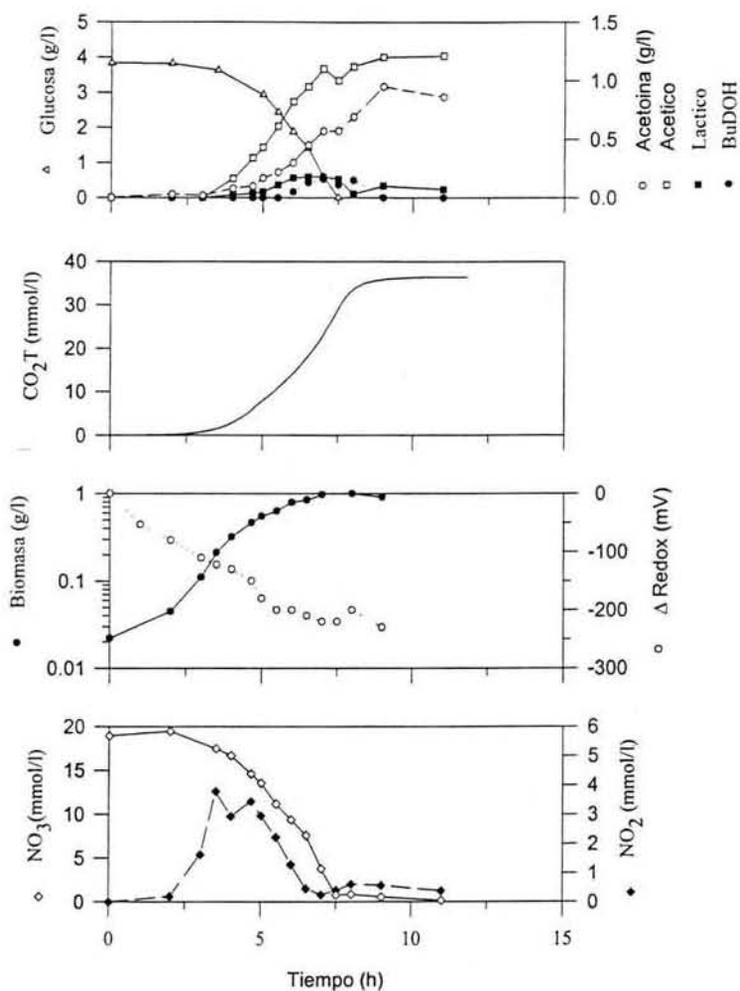 Glucosa (g/l)
5
4
3
2
1
0
1.5
1.0
0.5
0.0
Acetoina (g/l)
Acetico
Lactico
BuDOH
CO2T (mmol/l)
40
30
20
10
0
Biomasa (g/l)
1
0.1
0.01
0
-100
-200
-300
Δ Redox (mV)
NO3(mmol/l)
20
15
10
5
0
6
5
4
3
2
1
0
NO2 (mmol/l)
0 5 10 15
Tiempo (h)